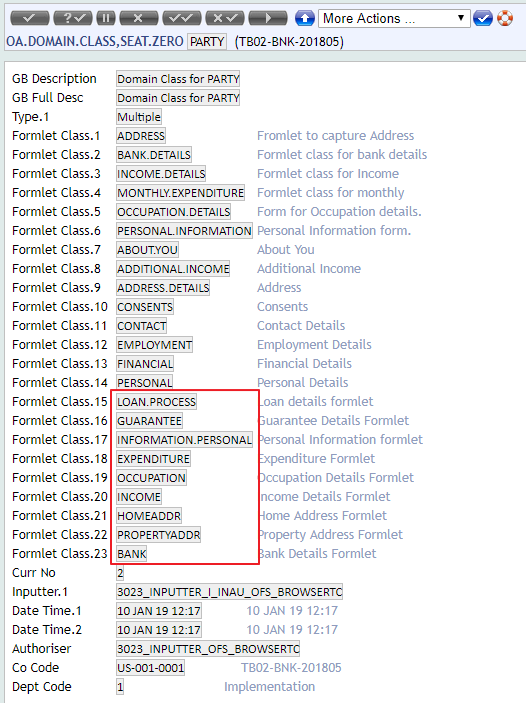 More Actions ...
OA.DOMAIN.CLASS,SEAT.ZERO PARTY (TB02-BNK-201805)
GB Description Domain Class for PARTY
GB Full Desc Domain Class for PARTY
Type.1 Multiple
Formlet Class.1 ADDRESS Fromlet to capture Address
Formlet Class.2 BANK.DETAILS Formlet class for bank details
Formlet Class.3 INCOME.DETAILS Formlet class for Income
Formlet Class.4 MONTHLY.EXPENDITURE Formlet class for monthly
Formlet Class.5 OCCUPATION.DETAILS Form for Occupation details.
Formlet Class.6 PERSONAL.INFORMATION Personal Information form.
Formlet Class.7 ABOUT.YOU About You
Formlet Class.8 ADDITIONAL.INCOME Additional Income
Formlet Class.9 ADDRESS.DETAILS Address
Formlet Class.10 CONSENTS Consents
Formlet Class.11 CONTACT Contact Details
Formlet Class.12 EMPLOYMENT Employment Details
Formlet Class.13 FINANCIAL Financial Details
Formlet Class.14 PERSONAL Personal Details
Formlet Class.15 LOAN.PROCESS Loan details formlet
Formlet Class.16 GUARANTEE Guarantee Details Formlet
Formlet Class.17 INFORMATION.PERSONAL Personal Information formlet
Formlet Class.18 EXPENDITURE Expenditure Formlet
Formlet Class.19 OCCUPATION Occupation Details Formlet
Formlet Class.20 INCOME Income Details Formlet
Formlet Class.21 HOMEADDR Home Address Formlet
Formlet Class.22 PROPERTYADDR Property Address Formlet
Formlet Class.23 BANK Bank Details Formlet
Curr No 2
Inputter.1 3023_INPUTTER_I_INAU_OFS_BROWSERTC
Date Time.1 10 JAN 19 12:17 10 JAN 19 12:17
Date Time.2 10 JAN 19 12:17 10 JAN 19 12:17
Authoriser 3023_INPUTTER_OFS_BROWSERTC
Co Code US-001-0001 TB02-BNK-201805
Dept Code 1 Implementation